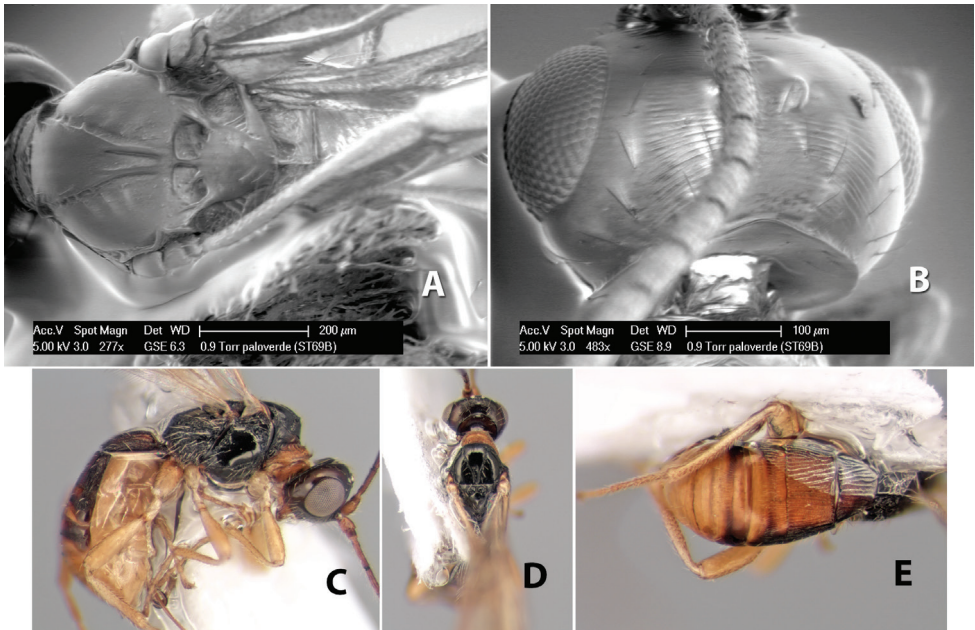 A
Acc.V Spot Magn Det WD 200 µm
5.00 kV 3.0 277x GSE 6.3 0.9 Torr paloverde (ST69B)
B
Acc.V Spot Magn Det WD 100 µm
5.00 kV 3.0 483x GSE 8.9 0.9 Torr paloverde (ST69B)
C
D
E